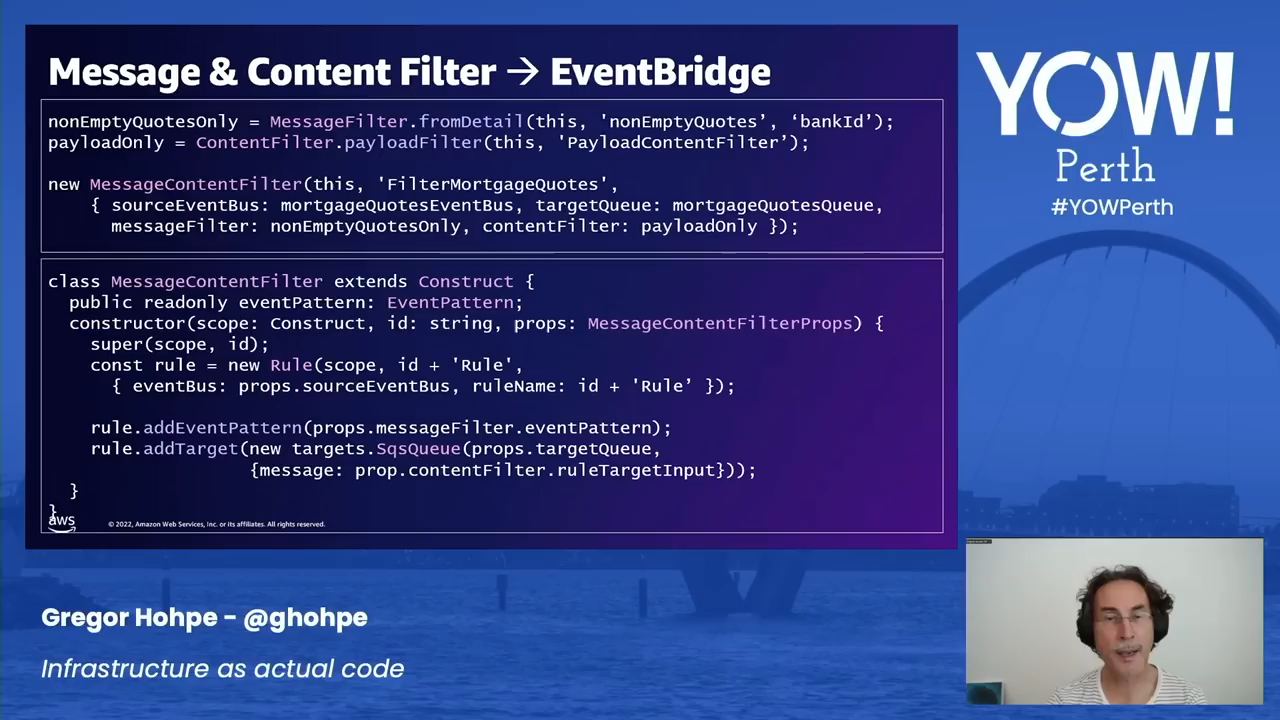 Message & Content Filter → EventBridge
nonEmptyQuotesOnly = MessageFilter.fromDetail(this, 'nonEmptyQuotes’, ‘bankId’);
payloadOnly = ContentFilter.payloadFilter(this, 'PayloadContentFilter’);
new MessageContentFilter(this, 'FilterMortgageQuotes',
{ sourceEventBus: mortgageQuotesEventBus, targetQueue: mortgageQuotesQueue,
messageFilter: nonEmptyQuotesOnly, contentFilter: payloadOnly });
class MessageContentFilter extends Construct {
public readonly eventPattern: EventPattern;
constructor(scope: Construct, id: string, props: MessageContentFilterProps) {
super(scope, id);
const rule = new Rule(scope, id + 'Rule',
{ eventBus: props.sourceEventBus, ruleName: id + 'Rule’ });
rule.addEventPattern(props.messageFilter.eventPattern);
rule.addTarget(new targets.SqsQueue(props.targetQueue,
{message: prop.contentFilter.ruleTargetInput}));
}
}
aws
© 2022, Amazon Web Services, Inc. or its affiliates. All rights reserved.
YOW!
Perth
#YOWPerth
Gregor Hohpe - @ghohpe
Infrastructure as actual code